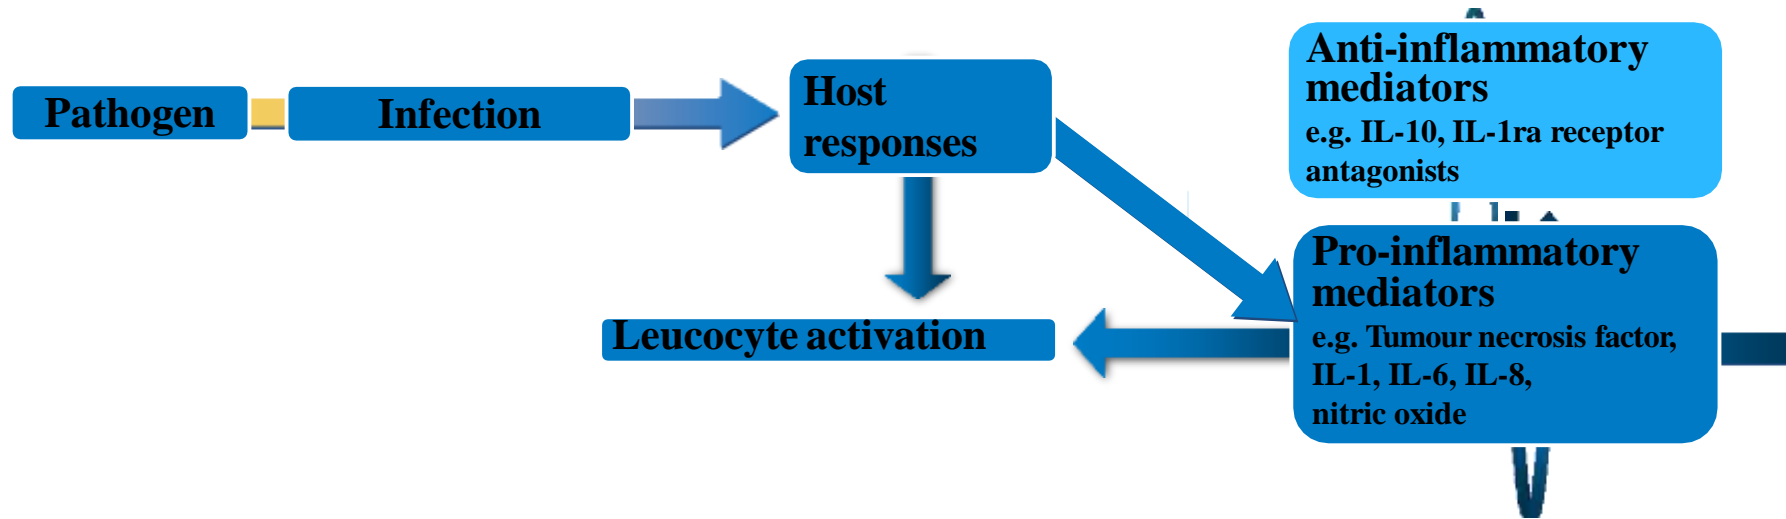 Pathogen
Infection
Host
responses
Anti-inflammatory
mediators
e.g. IL-10, IL-1ra receptor
antagonists
Leucocyte activation
Pro-inflammatory
mediators
e.g. Tumour necrosis factor,
IL-1, IL-6, IL-8,
nitric oxide